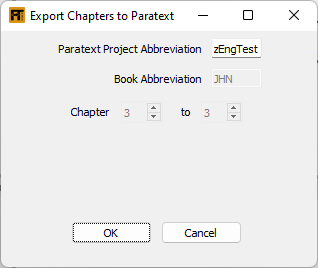 Export Chapters to Paratext
Paratext Project Abbreviation zEngTest
Book Abbreviation JHN
Chapter 3 to 3
OK Cancel